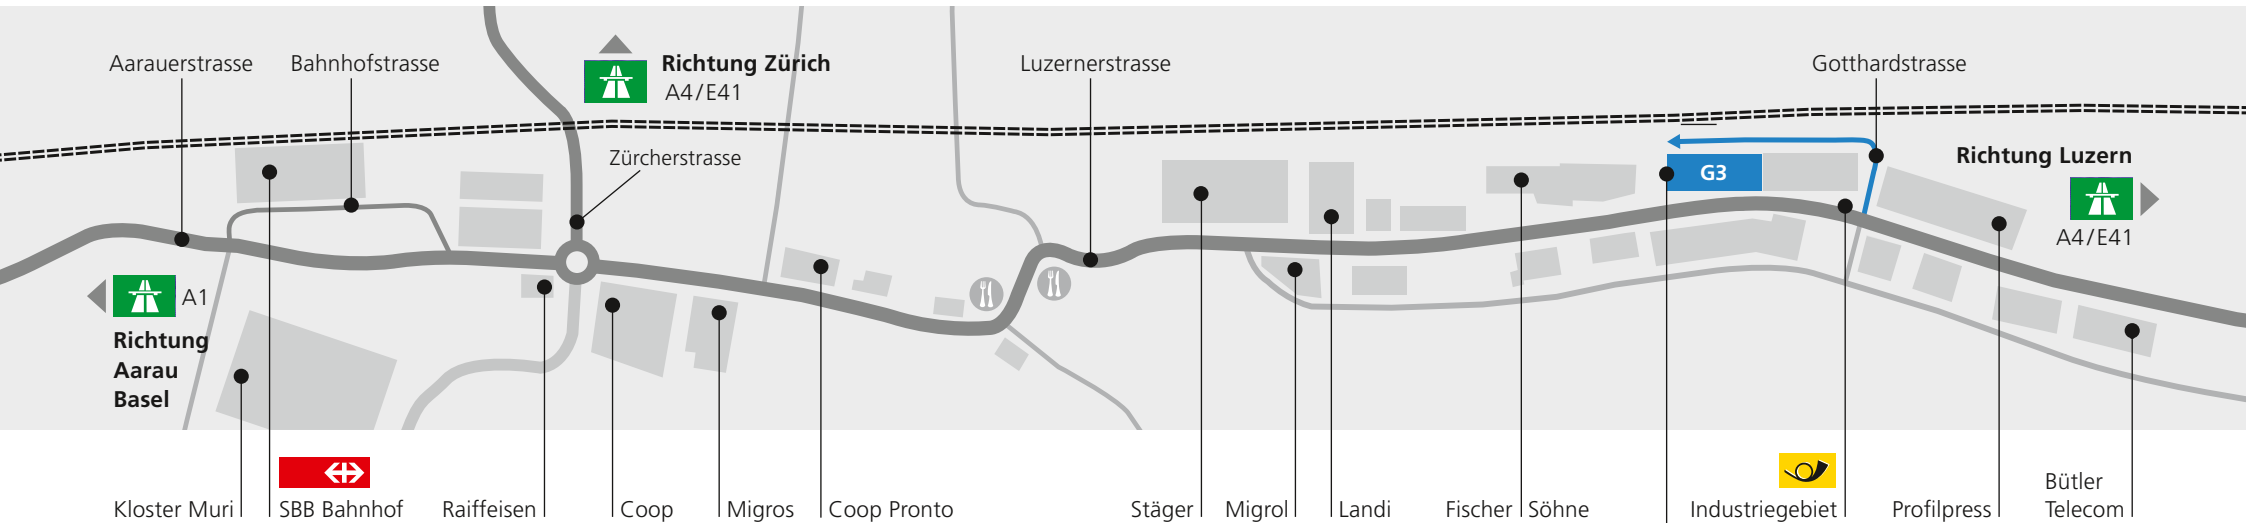 Aarauerstrasse
Bahnhofstrasse
Richtung Zürich
A4/E41
Luzernerstrasse
Gotthardstrasse
Zürcherstrasse
Richtung Luzern
A4/E41
G3
A1
Richtung
Aarau
Basel
Kloster Muri
SBB Bahnhof
Raiffeisen
Coop
Migros
Coop Pronto
Stäger
Migrol
Landi
Fischer Söhne
Industriegebiet
Profilpress
Bütler
Telecom